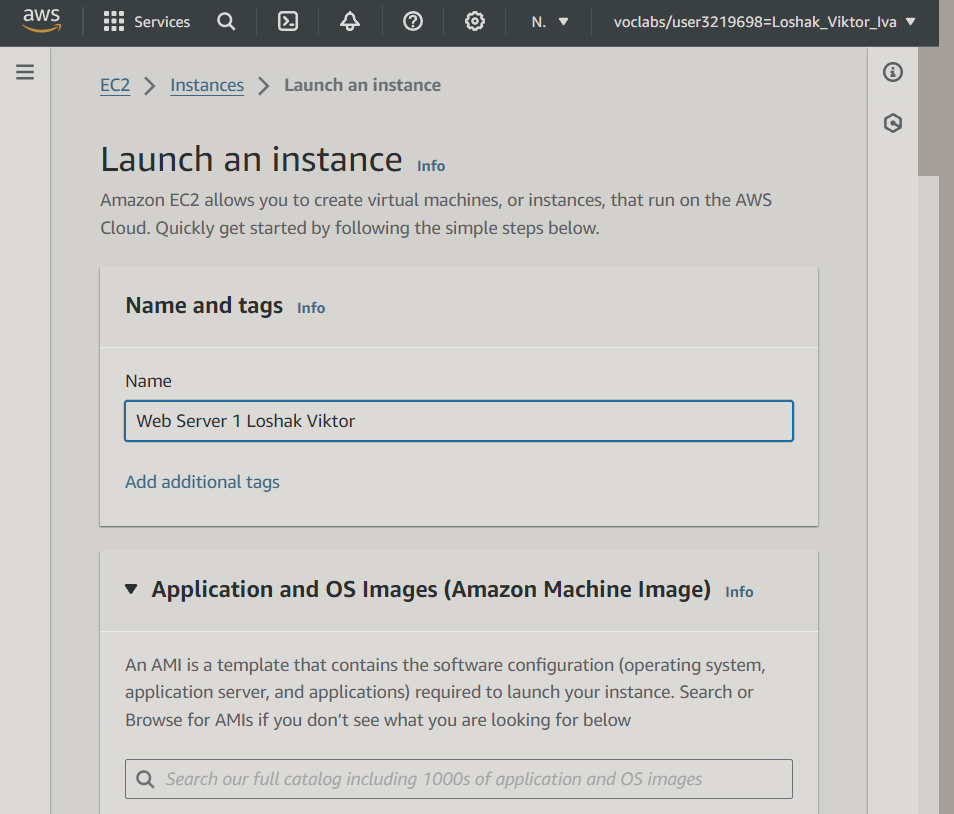 aws Services N. voclabs/user3219698=Loshak_Viktor_Iva
EC2 Instances Launch an instance
Launch an instance Info
Amazon EC2 allows you to create virtual machines, or instances, that run on the AWS
Cloud. Quickly get started by following the simple steps below.
Name and tags Info
Name
Web Server 1 Loshak Viktor
Add additional tags
Application and OS Images (Amazon Machine Image) Info
An AMI is a template that contains the software configuration (operating system,
application server, and applications) required to launch your instance. Search or
Browse for AMIs if you don’t see what you are looking for below
Search our full catalog including 1000s of application and OS images